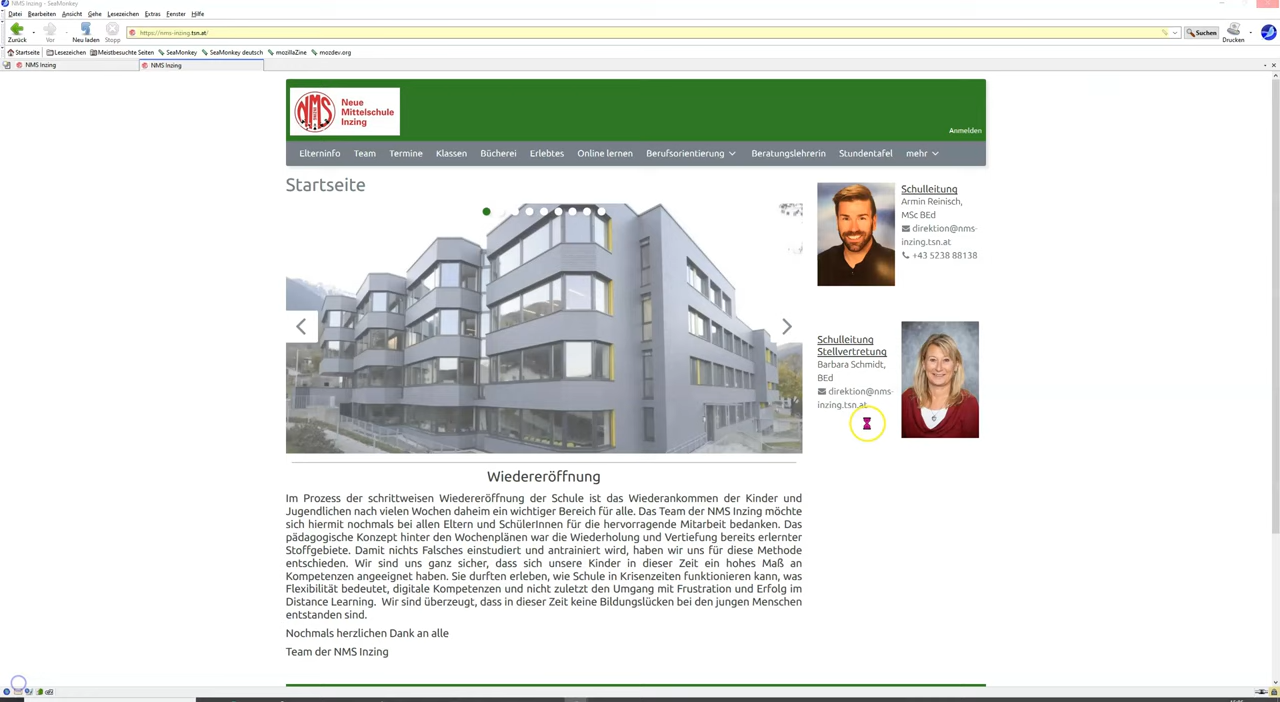 NMS Inzing - SeaMonkey
Datei Bearbeiten Ansicht Gehe Lesezeichen Extras Fenster Hilfe
Zurück Vor Neu laden Stopp https://nms-inzing.tsn.at/ Suchen Drucken
Startseite Lesezeichen Meistbesuchte Seiten SeaMonkey SeaMonkey deutsch mozillaZine mozdev.org
NMS Inzing NMS Inzing
NMS
Neue
Mittelschule
Inzing
Anmelden
Elterninfo Team Termine Klassen Bücherei Erlebtes Online lernen Berufsorientierung Beratungslehrerin Stundentafel mehr
Startseite
Schulleitung
Armin Reinisch,
MSc BEd
direktion@nms-
inzing.tsn.at
+43 5238 88138
Schulleitung
Stellvertretung
Barbara Schmidt,
BEd
direktion@nms-
inzing.tsn.at
Wiedereröffnung
Im Prozess der schrittweisen Wiedereröffnung der Schule ist das Wiederankommen der Kinder und
Jugendlichen nach vielen Wochen daheim ein wichtiger Bereich für alle. Das Team der NMS Inzing möchte
sich hiermit nochmals bei allen Eltern und SchülerInnen für die hervorragende Mitarbeit bedanken. Das
pädagogische Konzept hinter den Wochenplänen war die Wiederholung und Vertiefung bereits erlernter
Stoffgebiete. Damit nichts Falsches einstudiert und antrainiert wird, haben wir uns für diese Methode
entschieden. Wir sind uns ganz sicher, dass sich unsere Kinder in dieser Zeit ein hohes Maß an
Kompetenzen angeeignet haben. Sie durften erleben, wie Schule in Krisenzeiten funktionieren kann, was
Flexibilität bedeutet, digitale Kompetenzen und nicht zuletzt den Umgang mit Frustration und Erfolg im
Distance Learning. Wir sind überzeugt, dass in dieser Zeit keine Bildungslücken bei den jungen Menschen
entstanden sind.
Nochmals herzlichen Dank an alle
Team der NMS Inzing